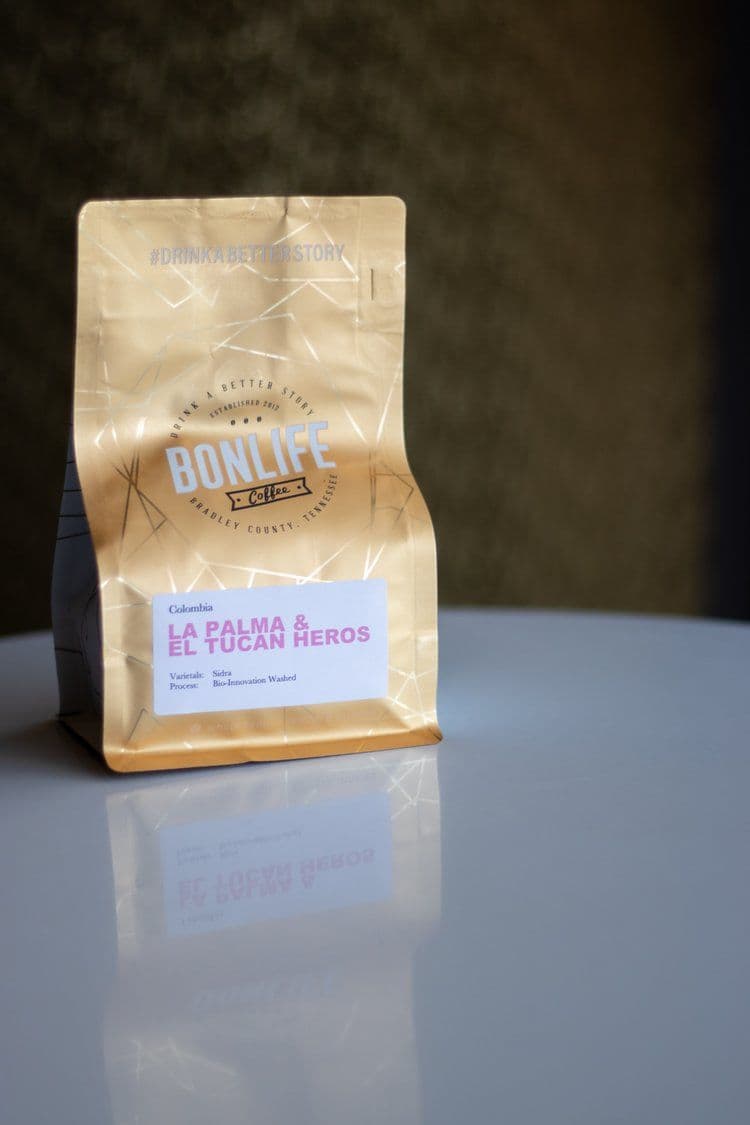 #DRINKABETTERSTORY
DRINK A BETTER STORY
ESTABLISHED 2012
BONLIFE
Coffee
BRADLEY COUNTY, TENNESSEE
Colombia
LA PALMA &
EL TUCAN HEROS
Varietals: Sidra
Process: Bio-Innovation Washed